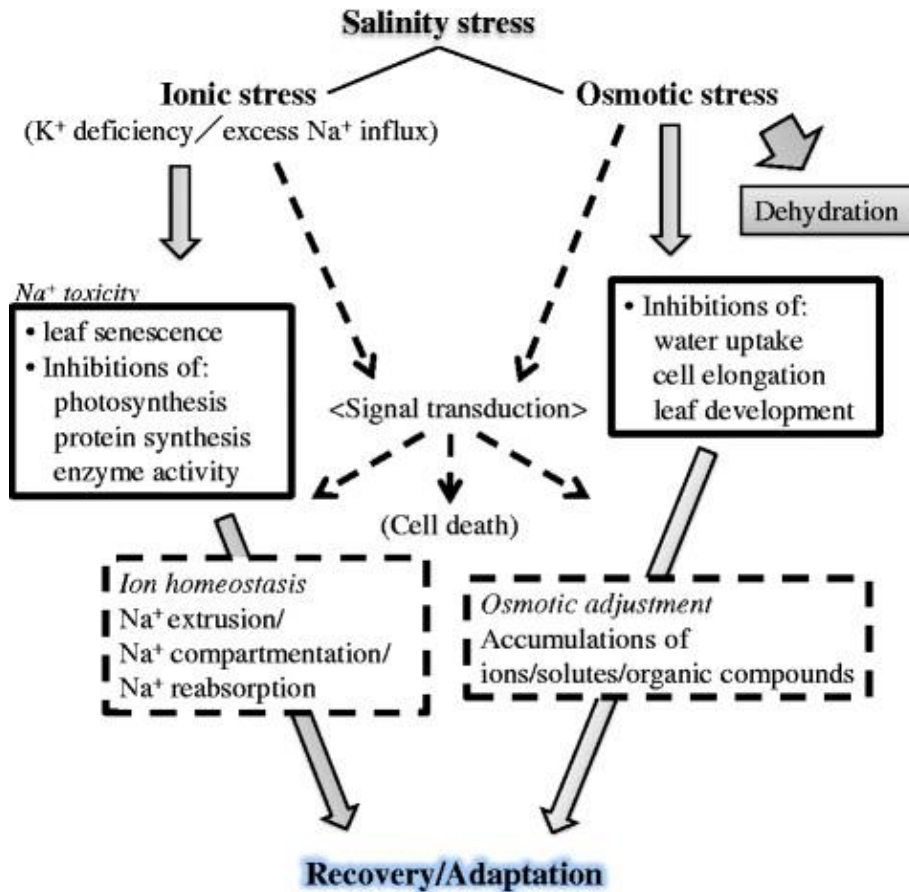 Salinity stress
Ionic stress
(K⁺ deficiency／excess Na⁺ influx)
Osmotic stress
Dehydration
Na⁺ toxicity
• leaf senescence
• Inhibitions of:
photosynthesis
protein synthesis
enzyme activity
• Inhibitions of:
water uptake
cell elongation
leaf development
<Signal transduction>
(Cell death)
Ion homeostasis
Na⁺ extrusion/
Na⁺ compartmentation/
Na⁺ reabsorption
Osmotic adjustment
Accumulations of
ions/solutes/organic compounds
Recovery/Adaptation